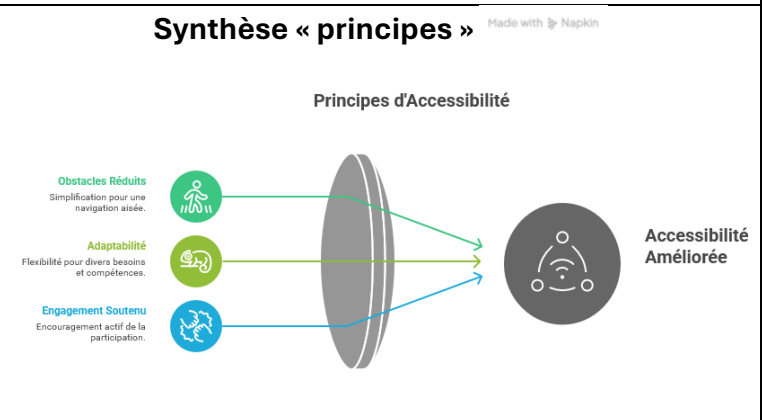 Synthèse « principes »
Made with Napkin
Principes d'Accessibilité
Obstacles Réduits
Simplification pour une
navigation aisée.
Adaptabilité
Flexibilité pour divers besoins
et compétences.
Engagement Soutenu
Encouragement actif de la
participation.
Accessibilité
Améliorée